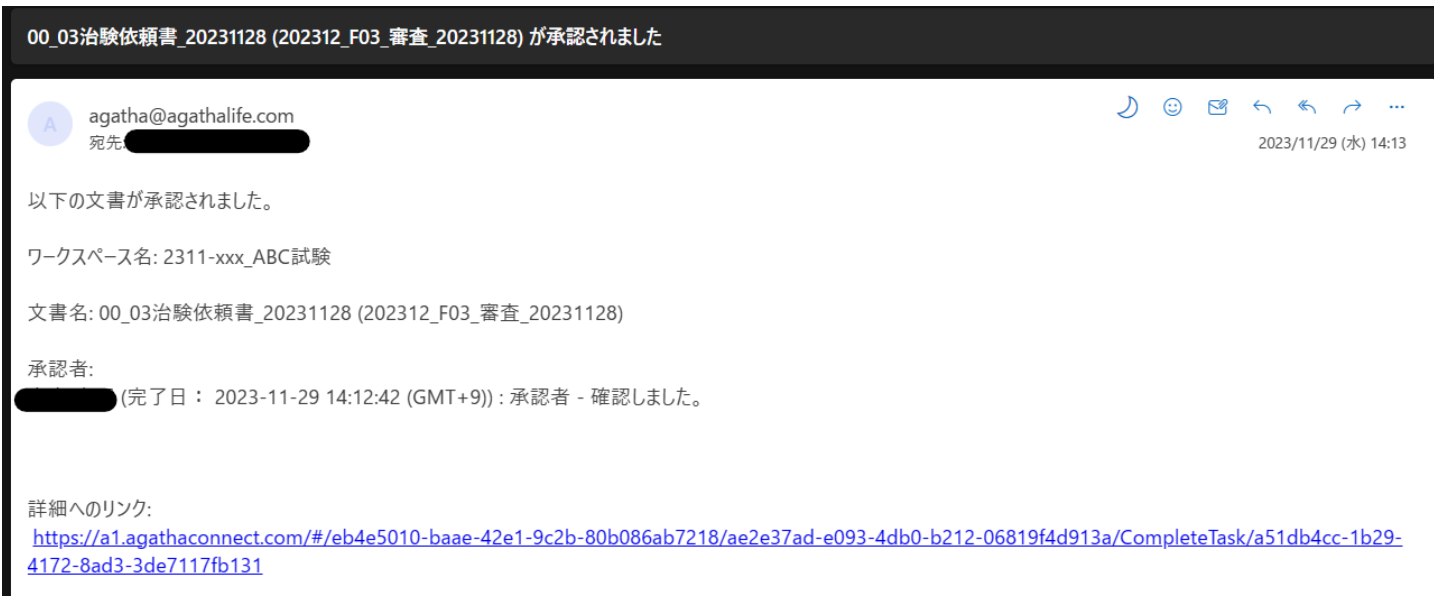 00_03治験依頼書_20231128 (202312_F03_審査_20231128) が承認されました
A
agatha@agathalife.com
宛先:
2023/11/29 (水) 14:13
以下の文書が承認されました。
ワークスペース名: 2311-xxx_ABC試験
文書名: 00_03治験依頼書_20231128 (202312_F03_審査_20231128)
承認者:
(完了日： 2023-11-29 14:12:42 (GMT+9)) : 承認者 - 確認しました。
詳細へのリンク:
https://a1.agathaconnect.com/#/eb4e5010-baae-42e1-9c2b-80b086ab7218/ae2e37ad-e093-4db0-b212-06819f4d913a/CompleteTask/a51db4cc-1b29-
4172-8ad3-3de7117fb131